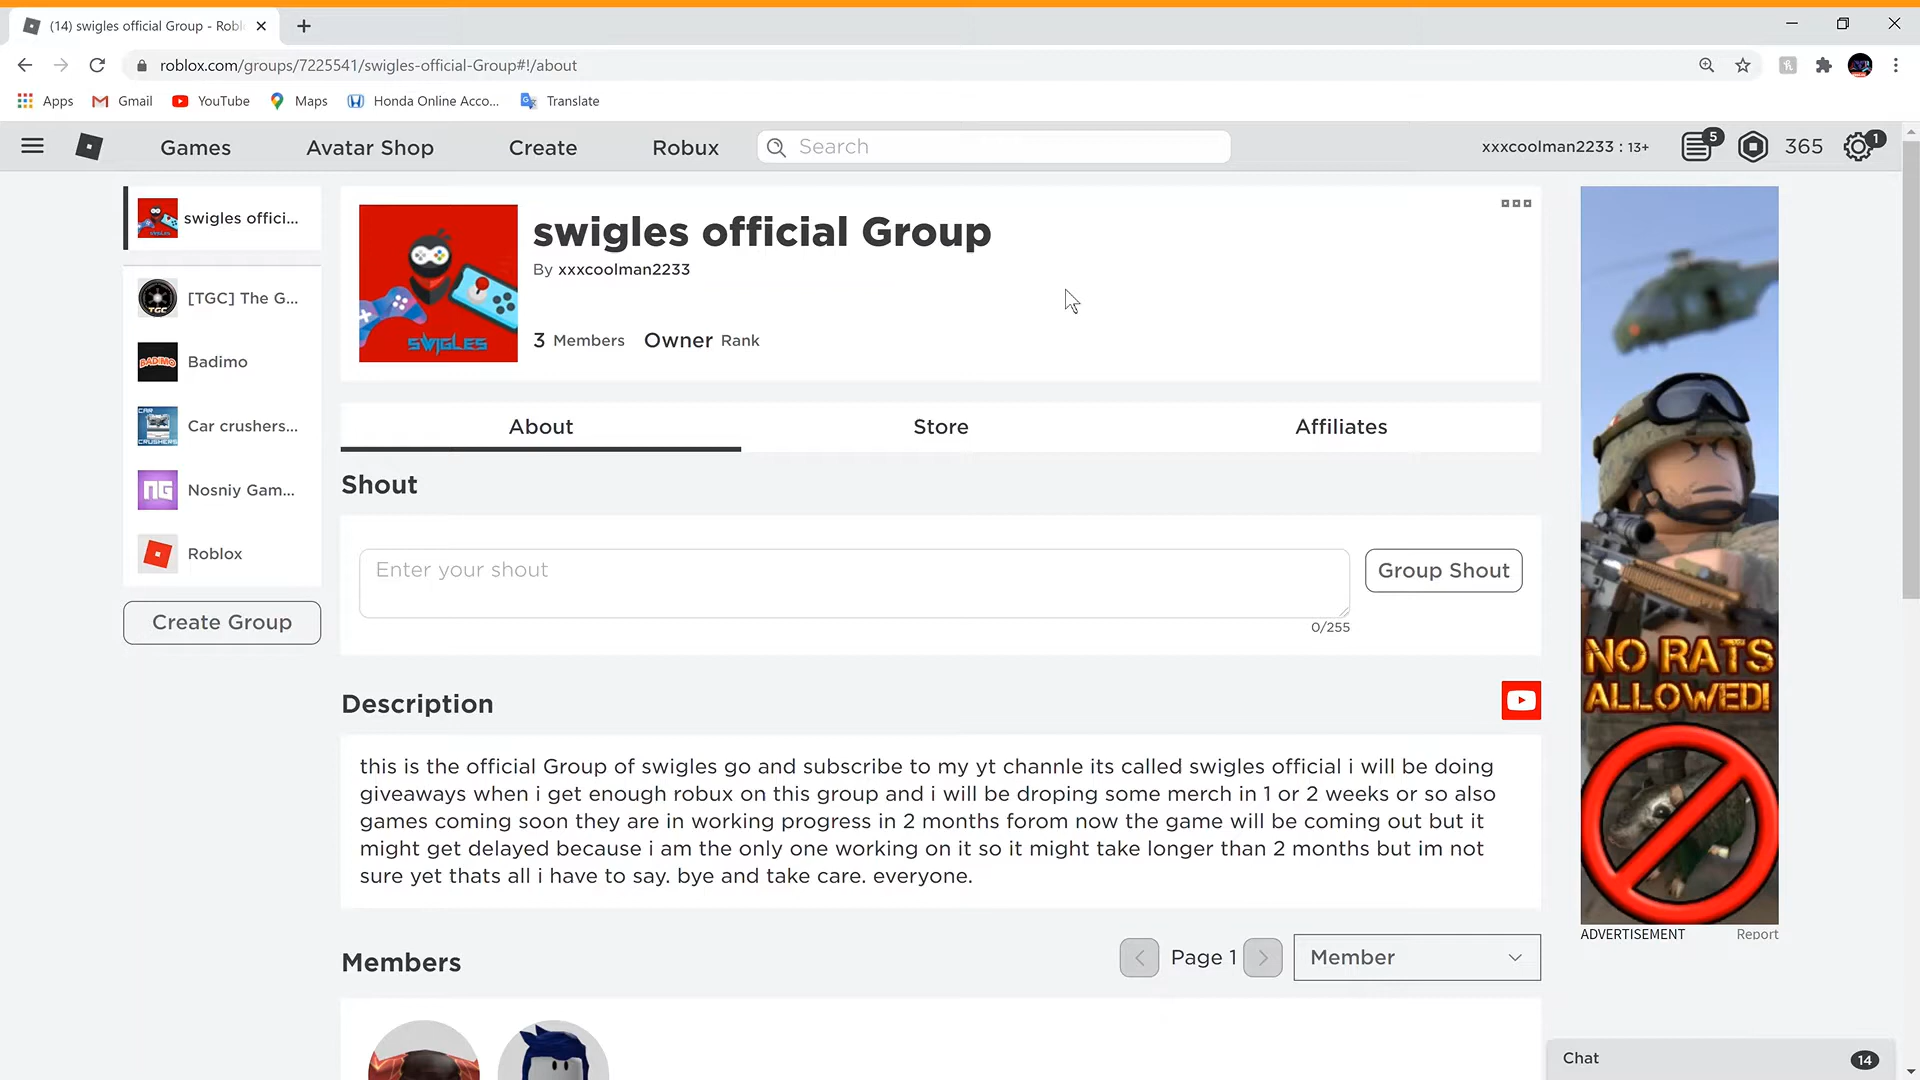 (14) swigles official Group - Robl
roblox.com/groups/7225541/swigles-official-Group#!/about
Apps
Gmail
YouTube
Maps
Honda Online Acco...
Translate
Games
Avatar Shop
Create
Robux
Search
xxxcoolman2233 : 13+
5
365
1
swigles offici...
[TGC] The G...
TGC
Badimo
BADIMO
Car crushers...
CAR CRUSHERS
Nosniy Gam...
NG
Roblox
Create Group
SWIGLES
swigles official Group
By xxxcoolman2233
3 Members Owner Rank
About
Store
Affiliates
Shout
Enter your shout
Group Shout
0/255
Description
this is the official Group of swigles go and subscribe to my yt channle its called swigles official i will be doing
giveaways when i get enough robux on this group and i will be droping some merch in 1 or 2 weeks or so also
games coming soon they are in working progress in 2 months forom now the game will be coming out but it
might get delayed because i am the only one working on it so it might take longer than 2 months but im not
sure yet thats all i have to say. bye and take care. everyone.
Members
Page 1
Member
NO RATS
ALLOWED!
ADVERTISEMENT
Report
Chat
14